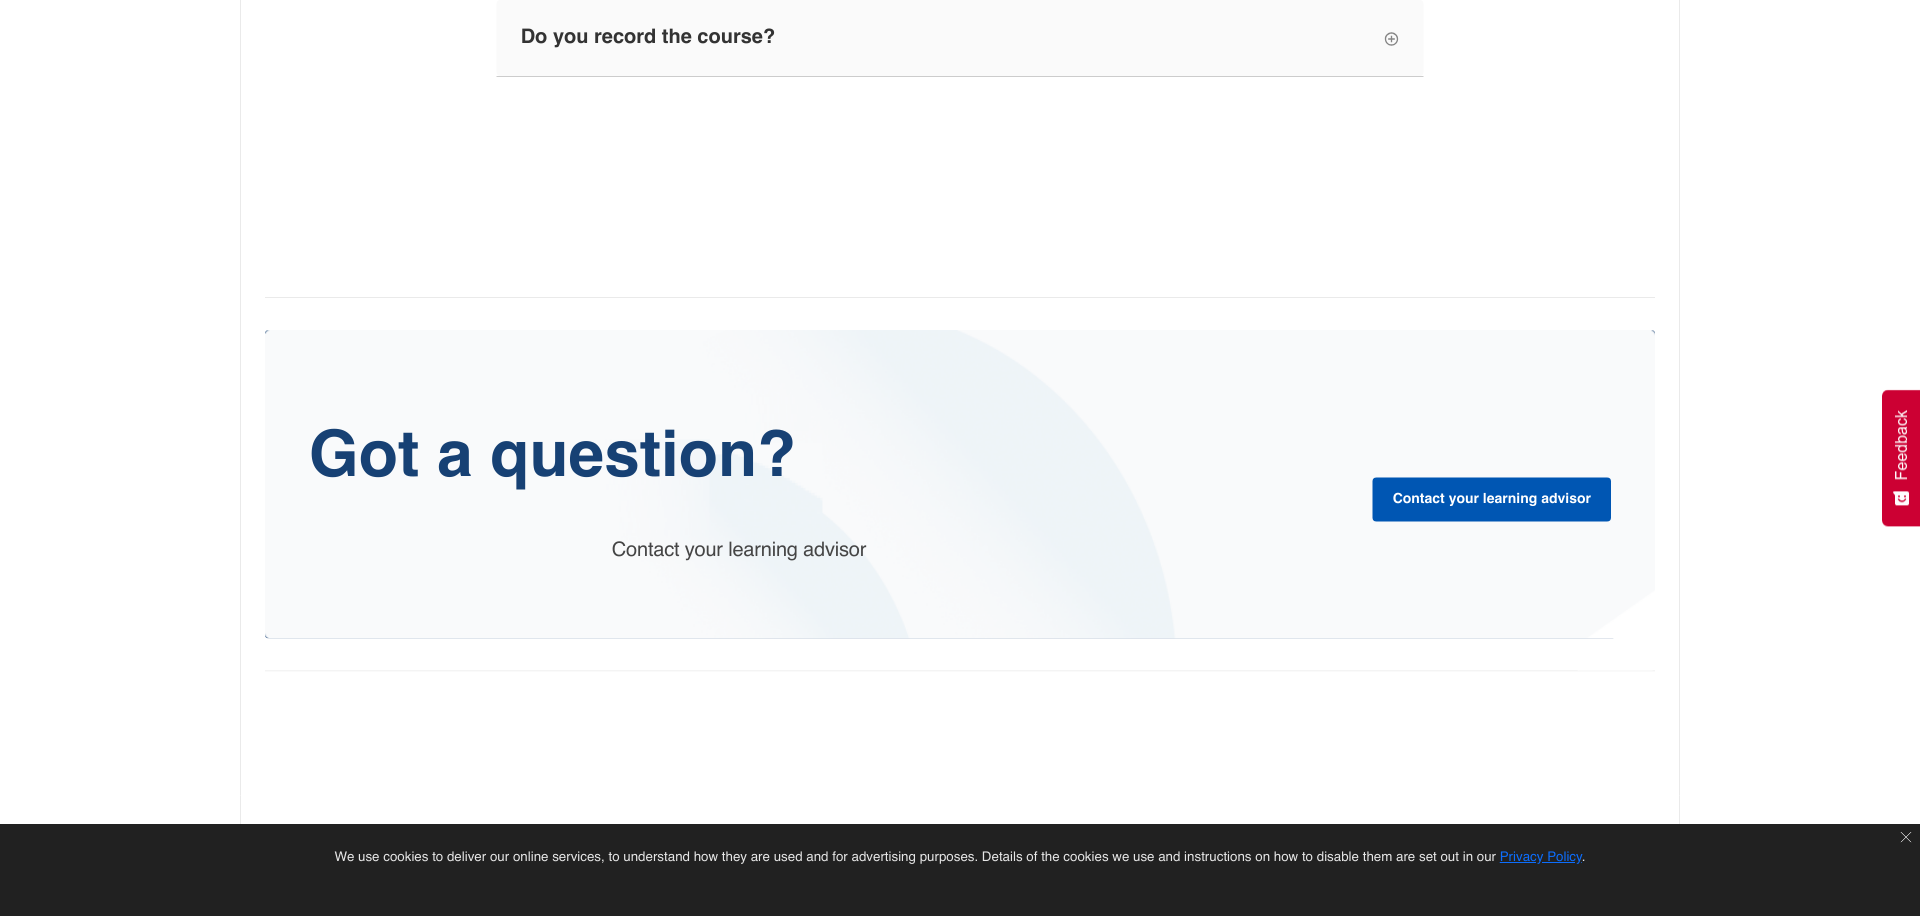 Do you record the course?
Got a question?
Contact your learning advisor
Contact your learning advisor
Feedback
We use cookies to deliver our online services, to understand how they are used and for advertising purposes. Details of the cookies we use and instructions on how to disable them are set out in our Privacy Policy.